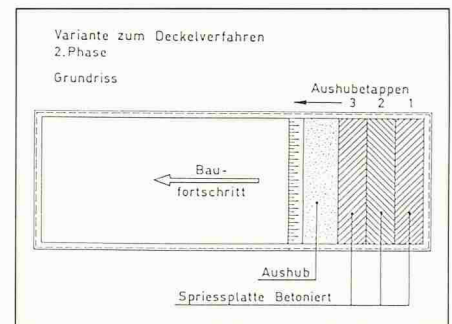 Variante zum Deckelverfahren
2.Phase
Grundriss
Aushubetappen
3 2 1
Bau-
fortschritt
Aushub
Spriessplatte Betoniert